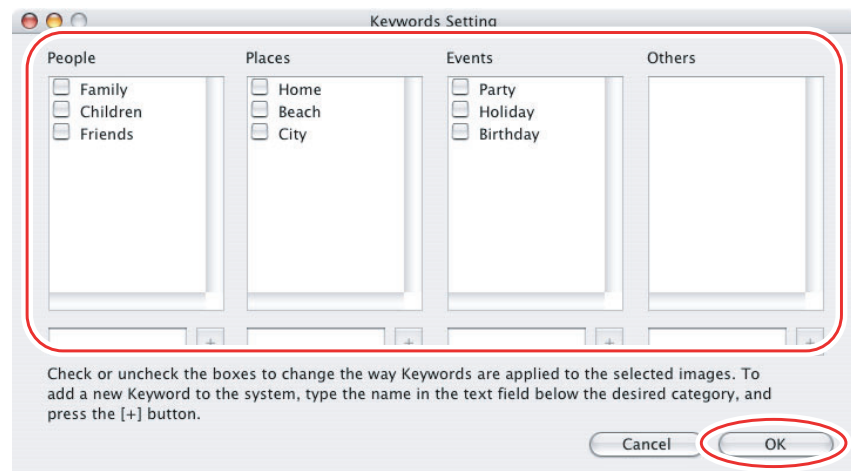 Keywords Setting
People Places Events Others
Family Home Party
Children Beach Holiday
Friends City Birthday
+ + + +
Check or uncheck the boxes to change the way Keywords are applied to the selected images. To
add a new Keyword to the system, type the name in the text field below the desired category, and
press the [+] button.
Cancel OK